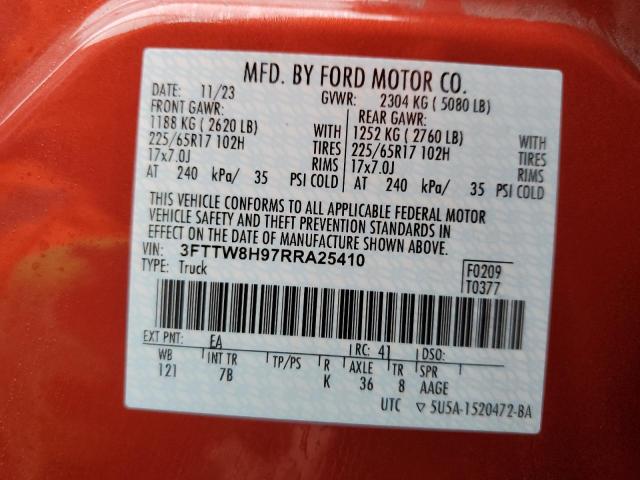 MFD. BY FORD MOTOR CO.
DATE: 11/23 GVWR: 2304 KG ( 5080 LB)
FRONT GAWR: REAR GAWR:
1188 KG ( 2620 LB) WITH 1252 KG ( 2760 LB) WITH
225/65R17 102H TIRES 225/65R17 102H TIRES
17x7.0J RIMS 17x7.0J RIMS
AT 240 kPa/ 35 PSI COLD AT 240 kPa/ 35 PSI COLD
THIS VEHICLE CONFORMS TO ALL APPLICABLE FEDERAL MOTOR
VEHICLE SAFETY AND THEFT PREVENTION STANDARDS IN
EFFECT ON THE DATE OF MANUFACTURE SHOWN ABOVE.
VIN: 3FTTW8H97RRA25410
TYPE: Truck
F0209
T0377
EXT PNT: EA RC: 41 DSO:
WB INT TR TP/PS R AXLE TR SPR
121 7B K 36 8 AAGE
UTC ▽ 5U5A-1520472-BA